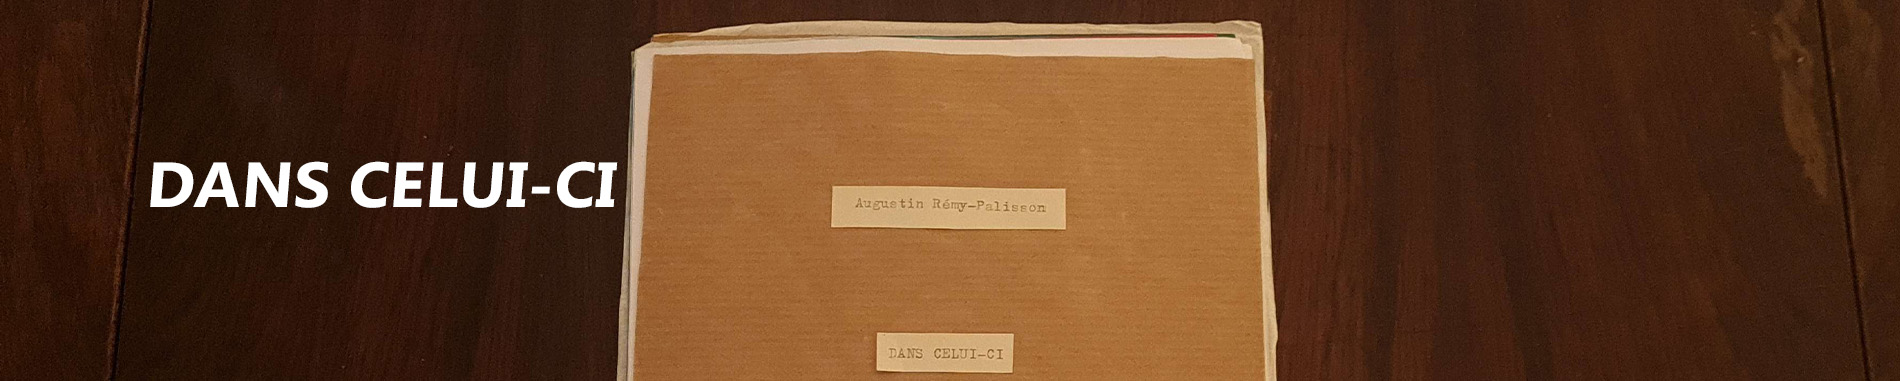 DANS CELUI-CI
Augustin Rémy-Palisson
DANS CELUI-CI